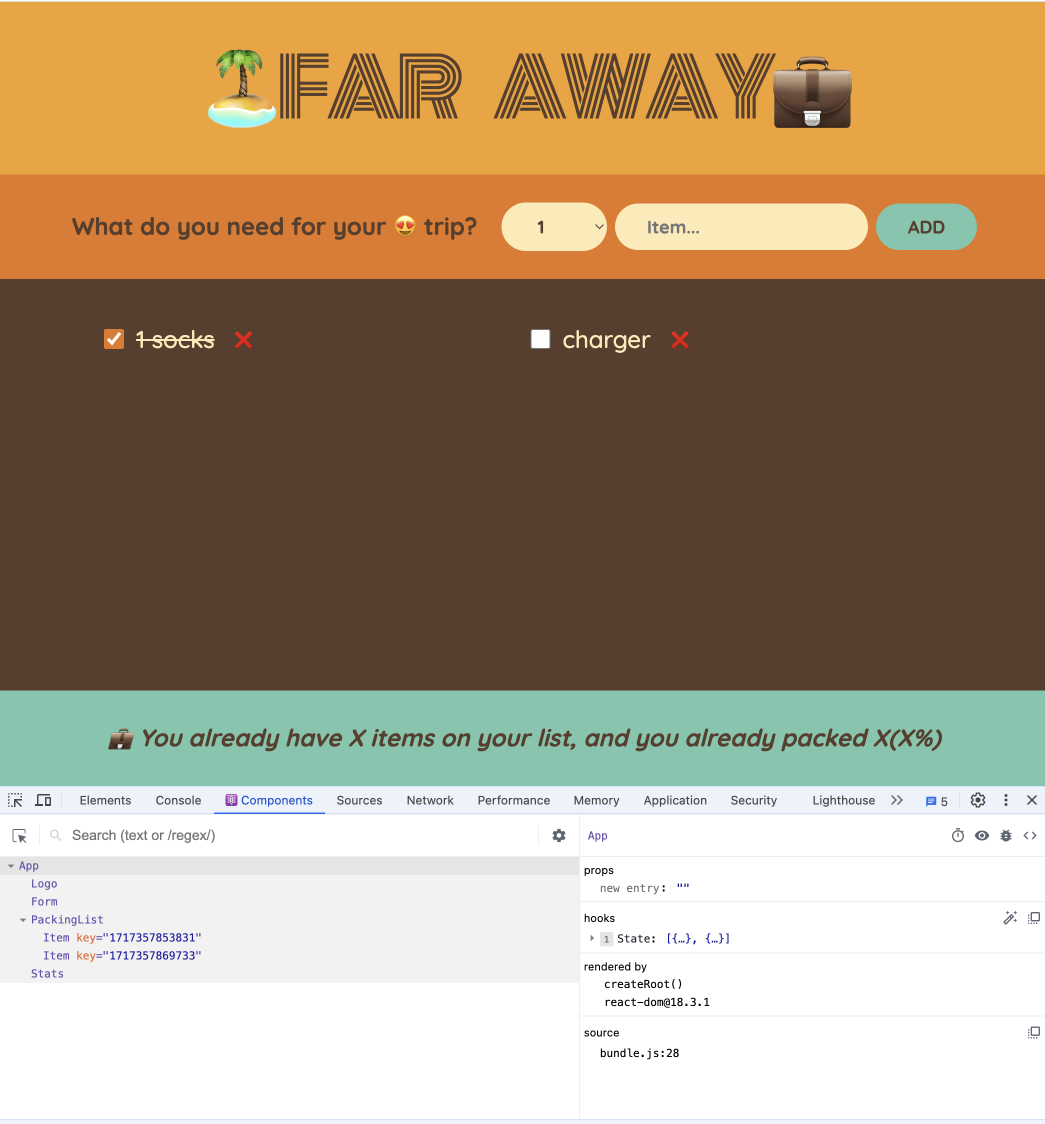 🏝️FAR AWAY💼
What do you need for your 😍 trip? 1 Item... ADD
1 socks ❌ charger ❌
💼 You already have X items on your list, and you already packed X(X%)
Elements Console Components Sources Network Performance Memory Application Security Lighthouse 5
Search (text or /regex/) App
App
Logo
Form
PackingList
Item key="1717357853831"
Item key="1717357869733"
Stats
props
new entry: ""
hooks
1 State: [{…}, {…}]
rendered by
createRoot()
react-dom@18.3.1
source
bundle.js:28